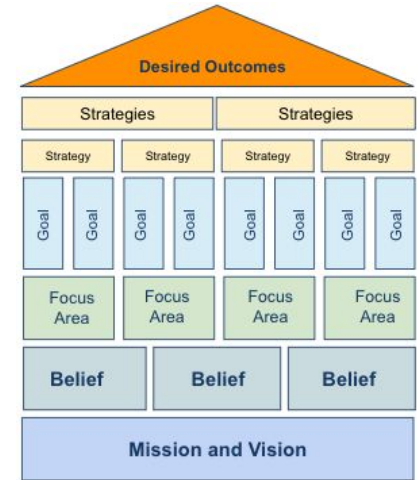 Desired Outcomes
Strategies Strategies
Strategy Strategy Strategy Strategy
Goal Goal Goal Goal Goal Goal Goal Goal
Focus Focus Focus Focus
Area Area Area Area
Belief Belief Belief
Mission and Vision